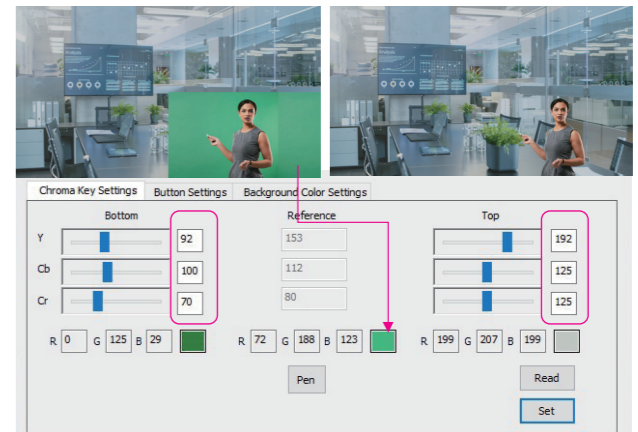 Analysis
Chroma Key Settings Button Settings Background Color Settings
Bottom Reference Top
Y 92 153 192
Cb 100 112 125
Cr 70 80 125
R 0 G 125 B 29 R 72 G 188 B 123 R 199 G 207 B 199
Pen Read
Set